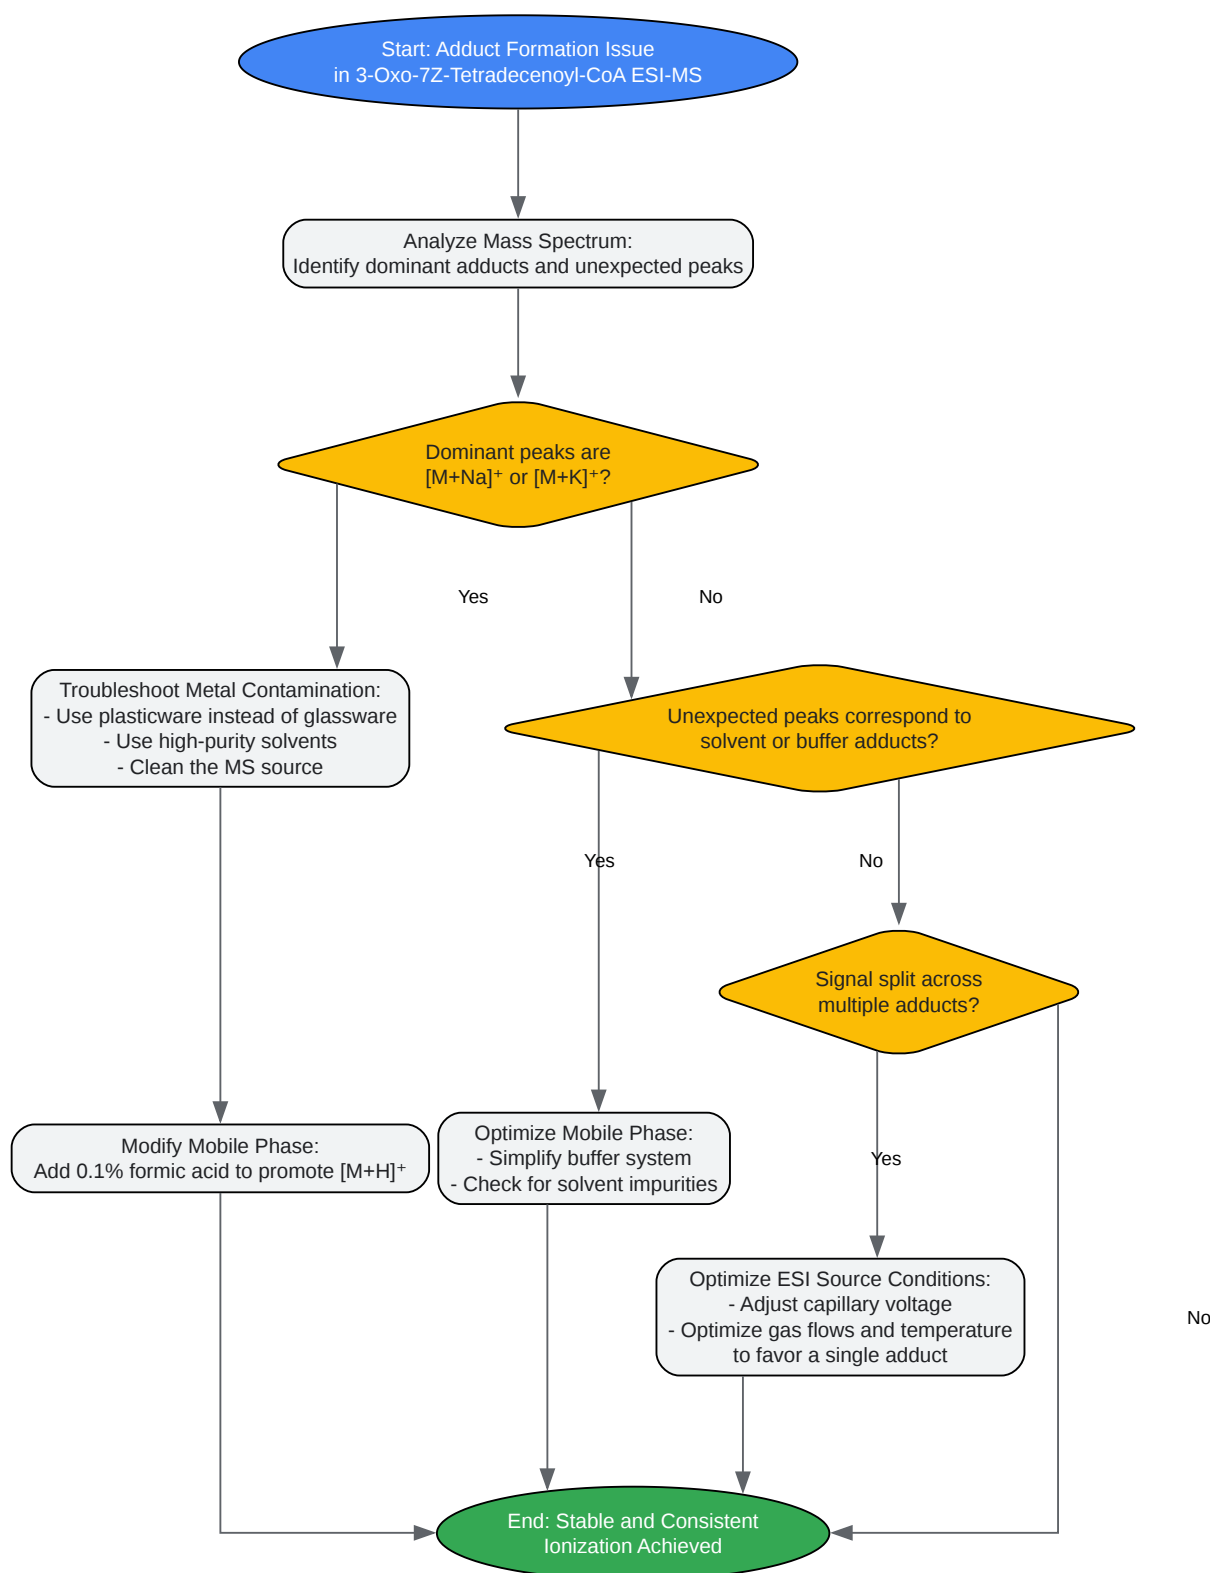 Start: Adduct Formation Issue
in 3-Oxo-7Z-Tetradecenoyl-CoA ESI-MS
Analyze Mass Spectrum:
Identify dominant adducts and unexpected peaks
Dominant peaks are
[M+Na]⁺ or [M+K]⁺?
Yes
No
Troubleshoot Metal Contamination:
- Use plasticware instead of glassware
- Use high-purity solvents
- Clean the MS source
Unexpected peaks correspond to
solvent or buffer adducts?
Yes
No
Signal split across
multiple adducts?
Modify Mobile Phase:
Add 0.1% formic acid to promote [M+H]⁺
Optimize Mobile Phase:
- Simplify buffer system
- Check for solvent impurities
Yes
Optimize ESI Source Conditions:
- Adjust capillary voltage
- Optimize gas flows and temperature
to favor a single adduct
No
End: Stable and Consistent
Ionization Achieved